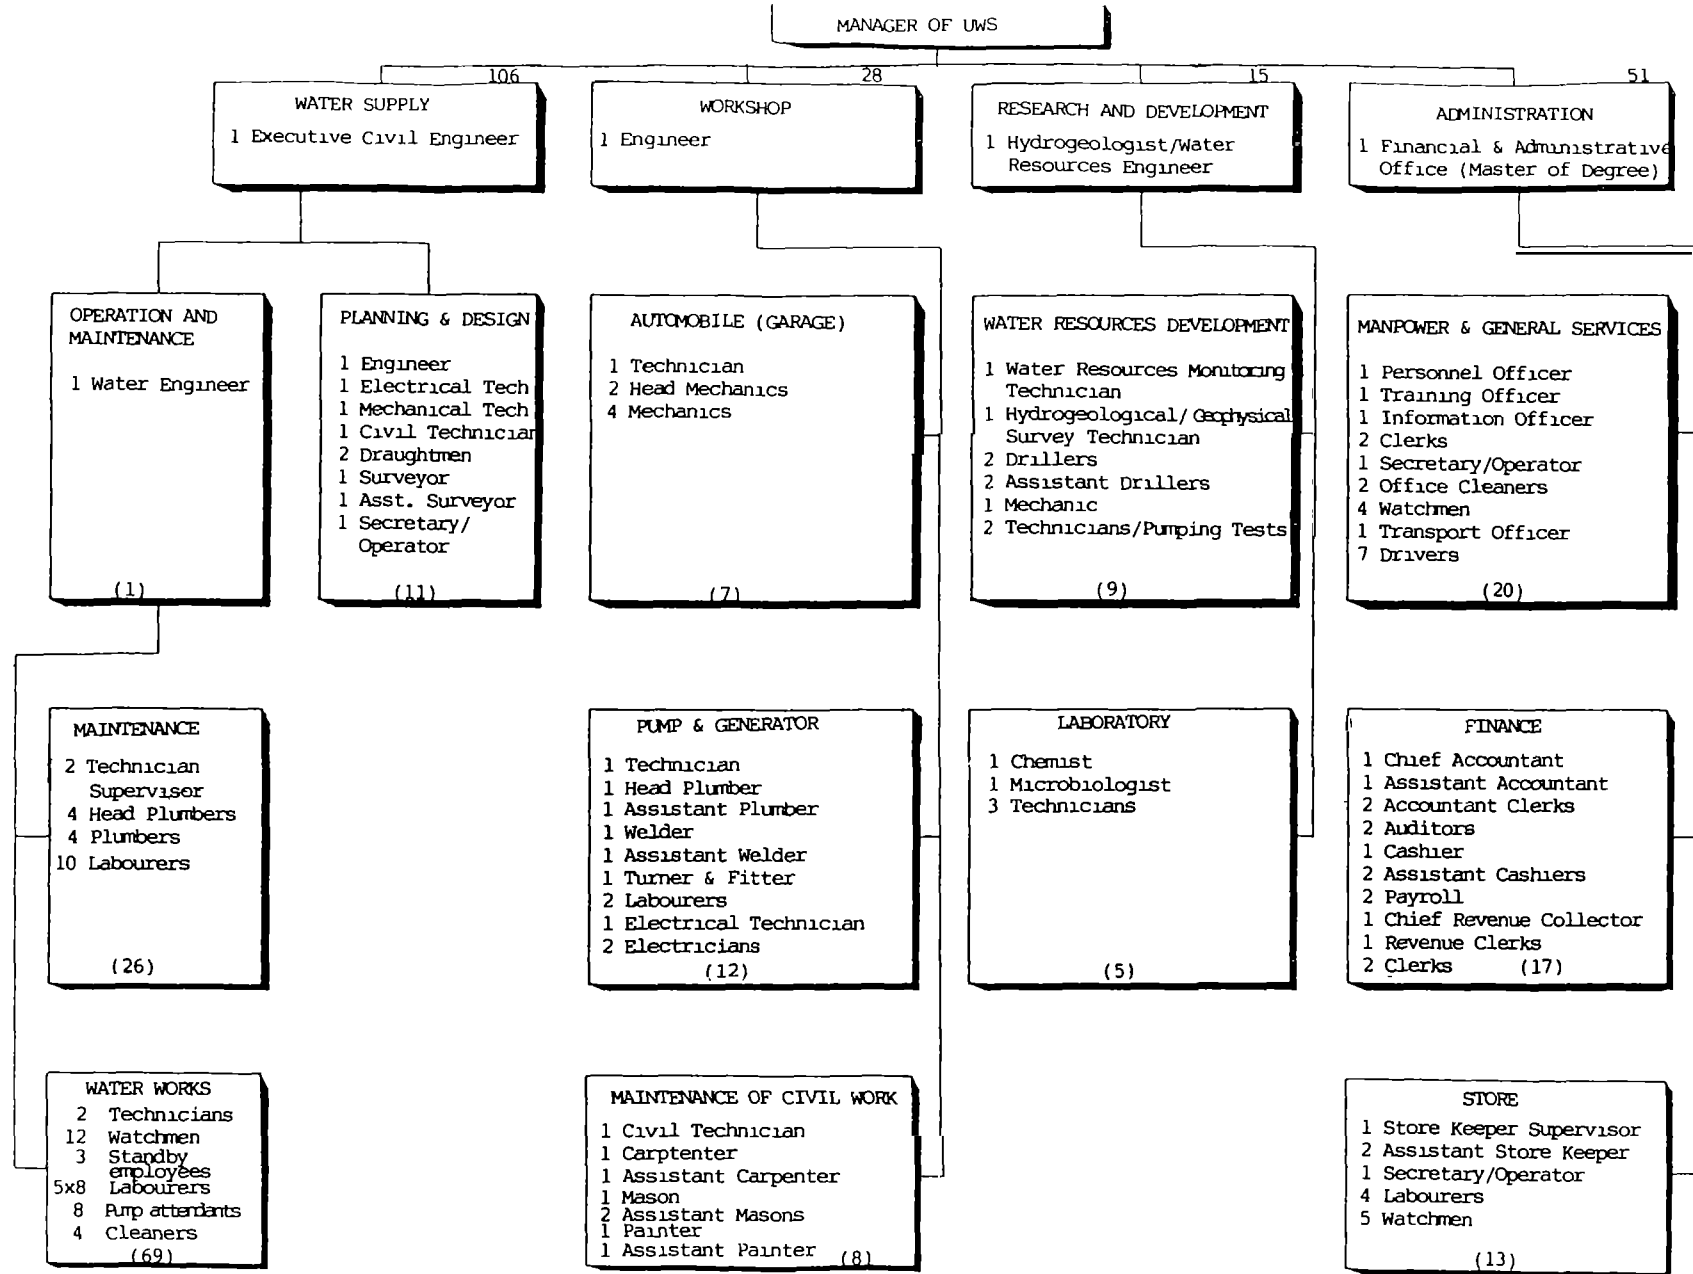 MANAGER OF UWS
106
28
15
51
WATER SUPPLY
1 Executive Civil Engineer
WORKSHOP
1 Engineer
RESEARCH AND DEVELOPMENT
1 Hydrogeologist/Water
Resources Engineer
ADMINISTRATION
1 Financial & Administrative
Office (Master of Degree)
OPERATION AND
MAINTENANCE
1 Water Engineer
(1)
PLANNING & DESIGN
1 Engineer
1 Electrical Tech
1 Mechanical Tech
1 Civil Technician
2 Draughtmen
1 Surveyor
1 Asst. Surveyor
1 Secretary/
Operator
(11)
AUTOMOBILE (GARAGE)
1 Technician
2 Head Mechanics
4 Mechanics
(7)
WATER RESOURCES DEVELOPMENT
1 Water Resources Monitoring
Technician
1 Hydrogeological/Geophysical
Survey Technician
2 Drillers
2 Assistant Drillers
1 Mechanic
2 Technicians/Pumping Tests
(9)
MANPOWER & GENERAL SERVICES
1 Personnel Officer
1 Training Officer
1 Information Officer
2 Clerks
1 Secretary/Operator
2 Office Cleaners
4 Watchmen
1 Transport Officer
7 Drivers
(20)
MAINTENANCE
2 Technician
Supervisor
4 Head Plumbers
4 Plumbers
10 Labourers
(26)
PUMP & GENERATOR
1 Technician
1 Head Plumber
1 Assistant Plumber
1 Welder
1 Assistant Welder
1 Turner & Fitter
2 Labourers
1 Electrical Technician
2 Electricians
(12)
LABORATORY
1 Chemist
1 Microbiologist
3 Technicians
(5)
FINANCE
1 Chief Accountant
1 Assistant Accountant
2 Accountant Clerks
2 Auditors
1 Cashier
2 Assistant Cashiers
2 Payroll
1 Chief Revenue Collector
1 Revenue Clerks
2 Clerks (17)
WATER WORKS
2 Technicians
12 Watchmen
3 Standby
employees
5x8 Labourers
8 Pump attendants
4 Cleaners
(69)
MAINTENANCE OF CIVIL WORK
1 Civil Technician
1 Carptenter
1 Assistant Carpenter
1 Mason
2 Assistant Masons
1 Painter
1 Assistant Painter (8)
STORE
1 Store Keeper Supervisor
2 Assistant Store Keeper
1 Secretary/Operator
4 Labourers
5 Watchmen
(13)